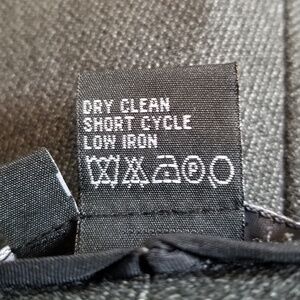 DRY CLEAN
SHORT CYCLE
LOW IRON
P